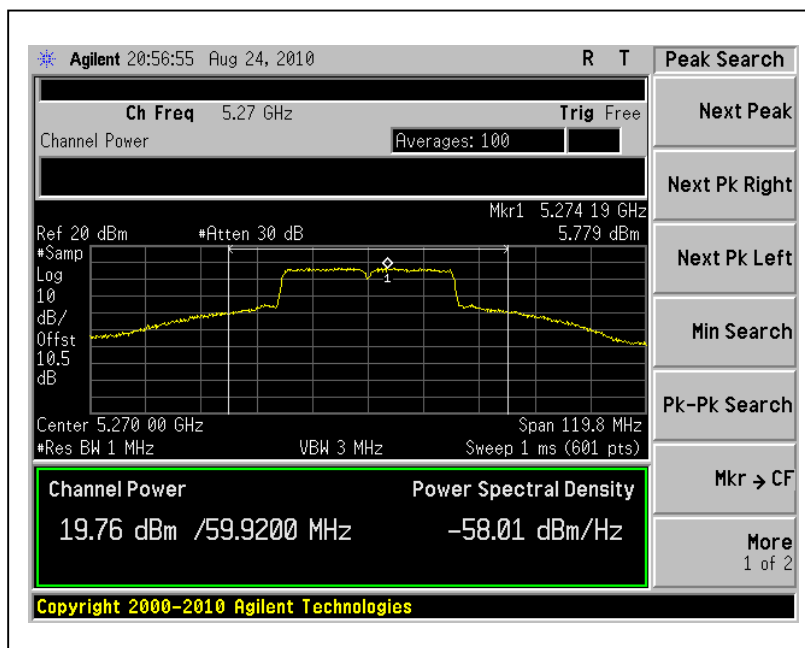 Agilent 20:56:55 Aug 24, 2010 R T
Peak Search
Ch Freq 5.27 GHz Trig Free
Channel Power Averages: 100
Mkr1 5.274 19 GHz
Ref 20 dBm #Atten 30 dB 5.779 dBm
#Samp
Log
10
dB/
Offst
10.5
dB
1
Center 5.270 00 GHz Span 119.8 MHz
#Res BW 1 MHz VBW 3 MHz Sweep 1 ms (601 pts)
Channel Power Power Spectral Density
19.76 dBm /59.9200 MHz -58.01 dBm/Hz
Copyright 2000-2010 Agilent Technologies
Next Peak
Next Pk Right
Next Pk Left
Min Search
Pk-Pk Search
Mkr → CF
More
1 of 2